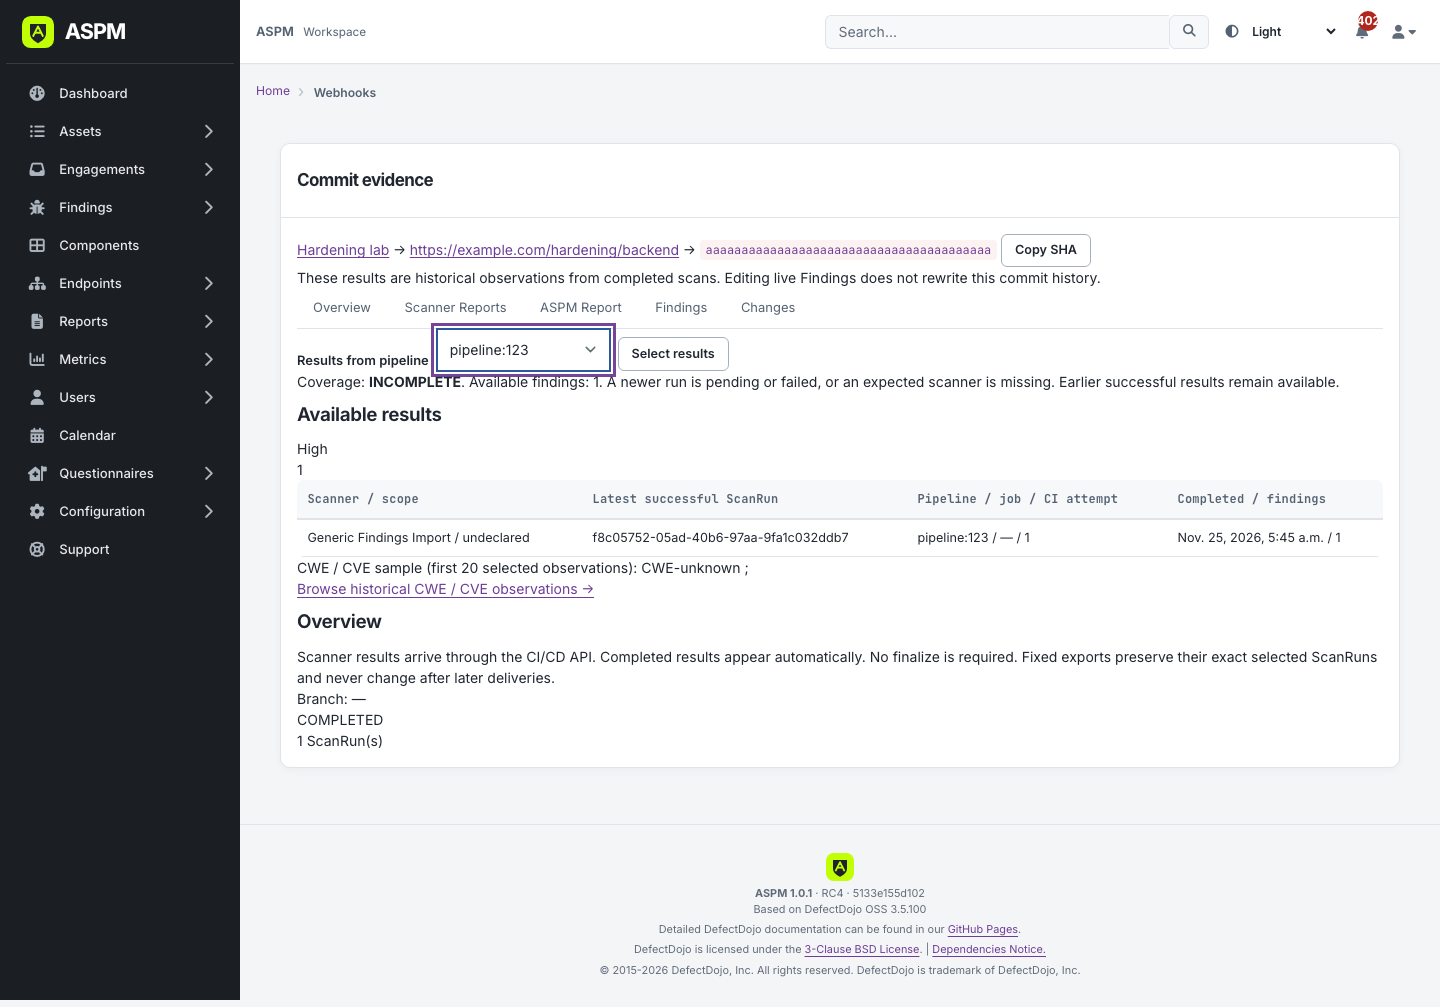 ASPM
ASPM Workspace
Search...
Light
402
Dashboard
Assets
Engagements
Findings
Components
Endpoints
Reports
Metrics
Users
Calendar
Questionnaires
Configuration
Support
Home
Webhooks
Commit evidence
Hardening lab → https://example.com/hardening/backend → aaaaaaaaaaaaaaaaaaaaaaaaaaaaaaaaaaaaaaaa Copy SHA
These results are historical observations from completed scans. Editing live Findings does not rewrite this commit history.
Overview Scanner Reports ASPM Report Findings Changes
Results from pipeline pipeline:123 Select results
Coverage: INCOMPLETE. Available findings: 1. A newer run is pending or failed, or an expected scanner is missing. Earlier successful results remain available.
Available results
High
1
Scanner / scope Latest successful ScanRun Pipeline / job / CI attempt Completed / findings
Generic Findings Import / undeclared f8c05752-05ad-40b6-97aa-9fa1c032ddb7 pipeline:123 / — / 1 Nov. 25, 2026, 5:45 a.m. / 1
CWE / CVE sample (first 20 selected observations): CWE-unknown ;
Browse historical CWE / CVE observations →
Overview
Scanner results arrive through the CI/CD API. Completed results appear automatically. No finalize is required. Fixed exports preserve their exact selected ScanRuns
and never change after later deliveries.
Branch: —
COMPLETED
1 ScanRun(s)
ASPM 1.0.1 · RC4 · 5133e155d102
Based on DefectDojo OSS 3.5.100
Detailed DefectDojo documentation can be found in our GitHub Pages.
DefectDojo is licensed under the 3-Clause BSD License. | Dependencies Notice.
© 2015-2026 DefectDojo, Inc. All rights reserved. DefectDojo is trademark of DefectDojo, Inc.